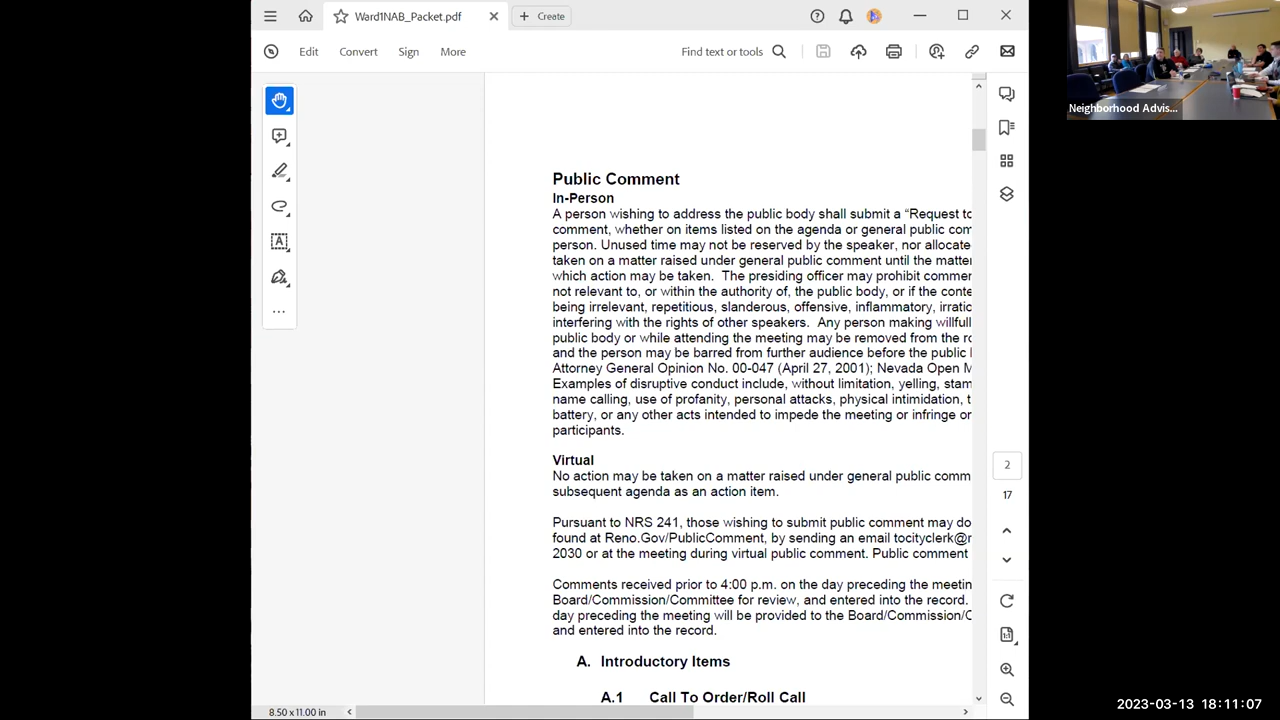 Ward1NAB_Packet.pdf
Create
Edit
Convert
Sign
More
Find text or tools
Neighborhood Advis...
Public Comment
In-Person
A person wishing to address the public body shall submit a “Request to
comment, whether on items listed on the agenda or general public com
person. Unused time may not be reserved by the speaker, nor allocate
taken on a matter raised under general public comment until the matter
which action may be taken. The presiding officer may prohibit commer
not relevant to, or within the authority of, the public body, or if the conte
being irrelevant, repetitious, slanderous, offensive, inflammatory, irratic
interfering with the rights of other speakers. Any person making willfull
public body or while attending the meeting may be removed from the ro
and the person may be barred from further audience before the public
Attorney General Opinion No. 00-047 (April 27, 2001); Nevada Open M
Examples of disruptive conduct include, without limitation, yelling, stam
name calling, use of profanity, personal attacks, physical intimidation, t
battery, or any other acts intended to impede the meeting or infringe or
participants.
Virtual
No action may be taken on a matter raised under general public comm
subsequent agenda as an action item.
Pursuant to NRS 241, those wishing to submit public comment may do
found at Reno.Gov/PublicComment, by sending an email tocityclerk@r
2030 or at the meeting during virtual public comment. Public comment
Comments received prior to 4:00 p.m. on the day preceding the meetin
Board/Commission/Committee for review, and entered into the record.
day preceding the meeting will be provided to the Board/Commission/C
and entered into the record.
A. Introductory Items
A.1 Call To Order/Roll Call
2
17
8.50 x 11.00 in
2023-03-13 18:11:07